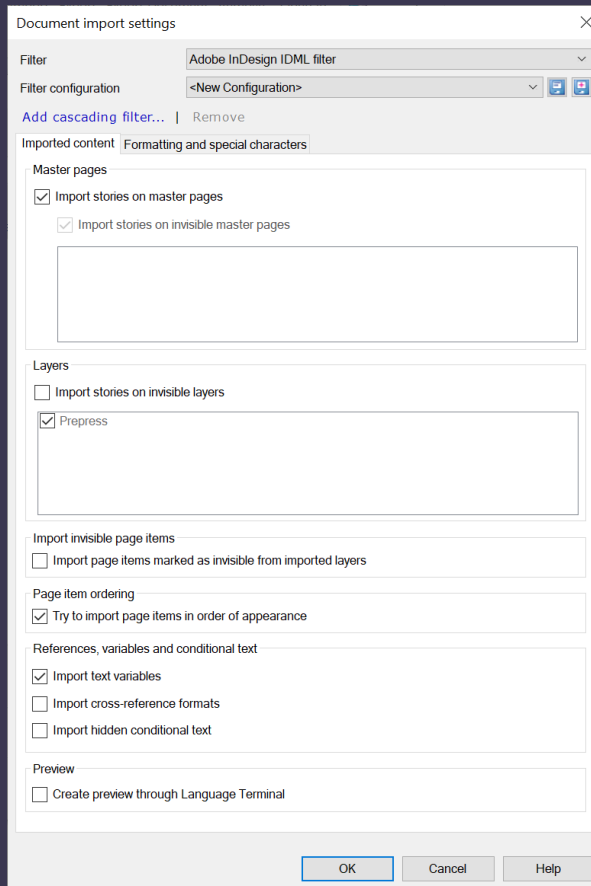 Document import settings
Filter
Adobe InDesign IDML filter
Filter configuration
<New Configuration>
Add cascading filter... | Remove
Imported content
Formatting and special characters
Master pages
Import stories on master pages
Import stories on invisible master pages
Layers
Import stories on invisible layers
Prepress
Import invisible page items
Import page items marked as invisible from imported layers
Page item ordering
Try to import page items in order of appearance
References, variables and conditional text
Import text variables
Import cross-reference formats
Import hidden conditional text
Preview
Create preview through Language Terminal
OK
Cancel
Help